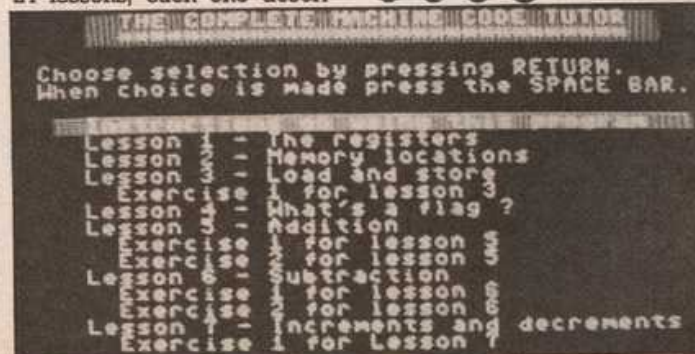 lessons, each one
THE COMPLETE MACHINE CODE TUTOR
Choose selection by pressing RETURN.
When choice is made press the SPACE BAR.
Lesson 1 - The registers
Lesson 2 - Memory locations
Lesson 3 - Load and store
Exercise 1 for lesson 3
Lesson 4 - What's a flag ?
Lesson 5 - Addition
Exercise 1 for lesson 5
Exercise 2 for lesson 5
Lesson 6 - Subtraction
Exercise 1 for lesson 6
Exercise 2 for lesson 6
Lesson 7 - Increments and decrements
Exercise 1 for Lesson 7